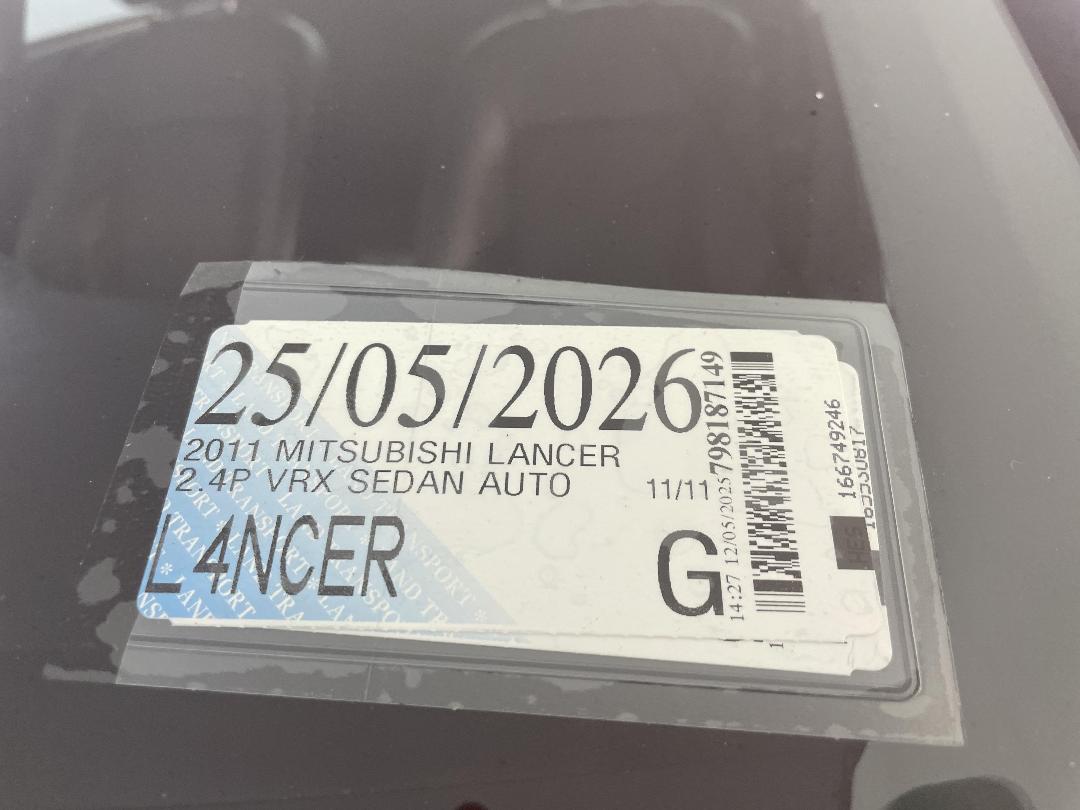 25/05/2026
2011 MITSUBISHI LANCER
2.4P VRX SEDAN AUTO
11/11
L4NCER
G
14:27 12/05/2025
798187149
166749246